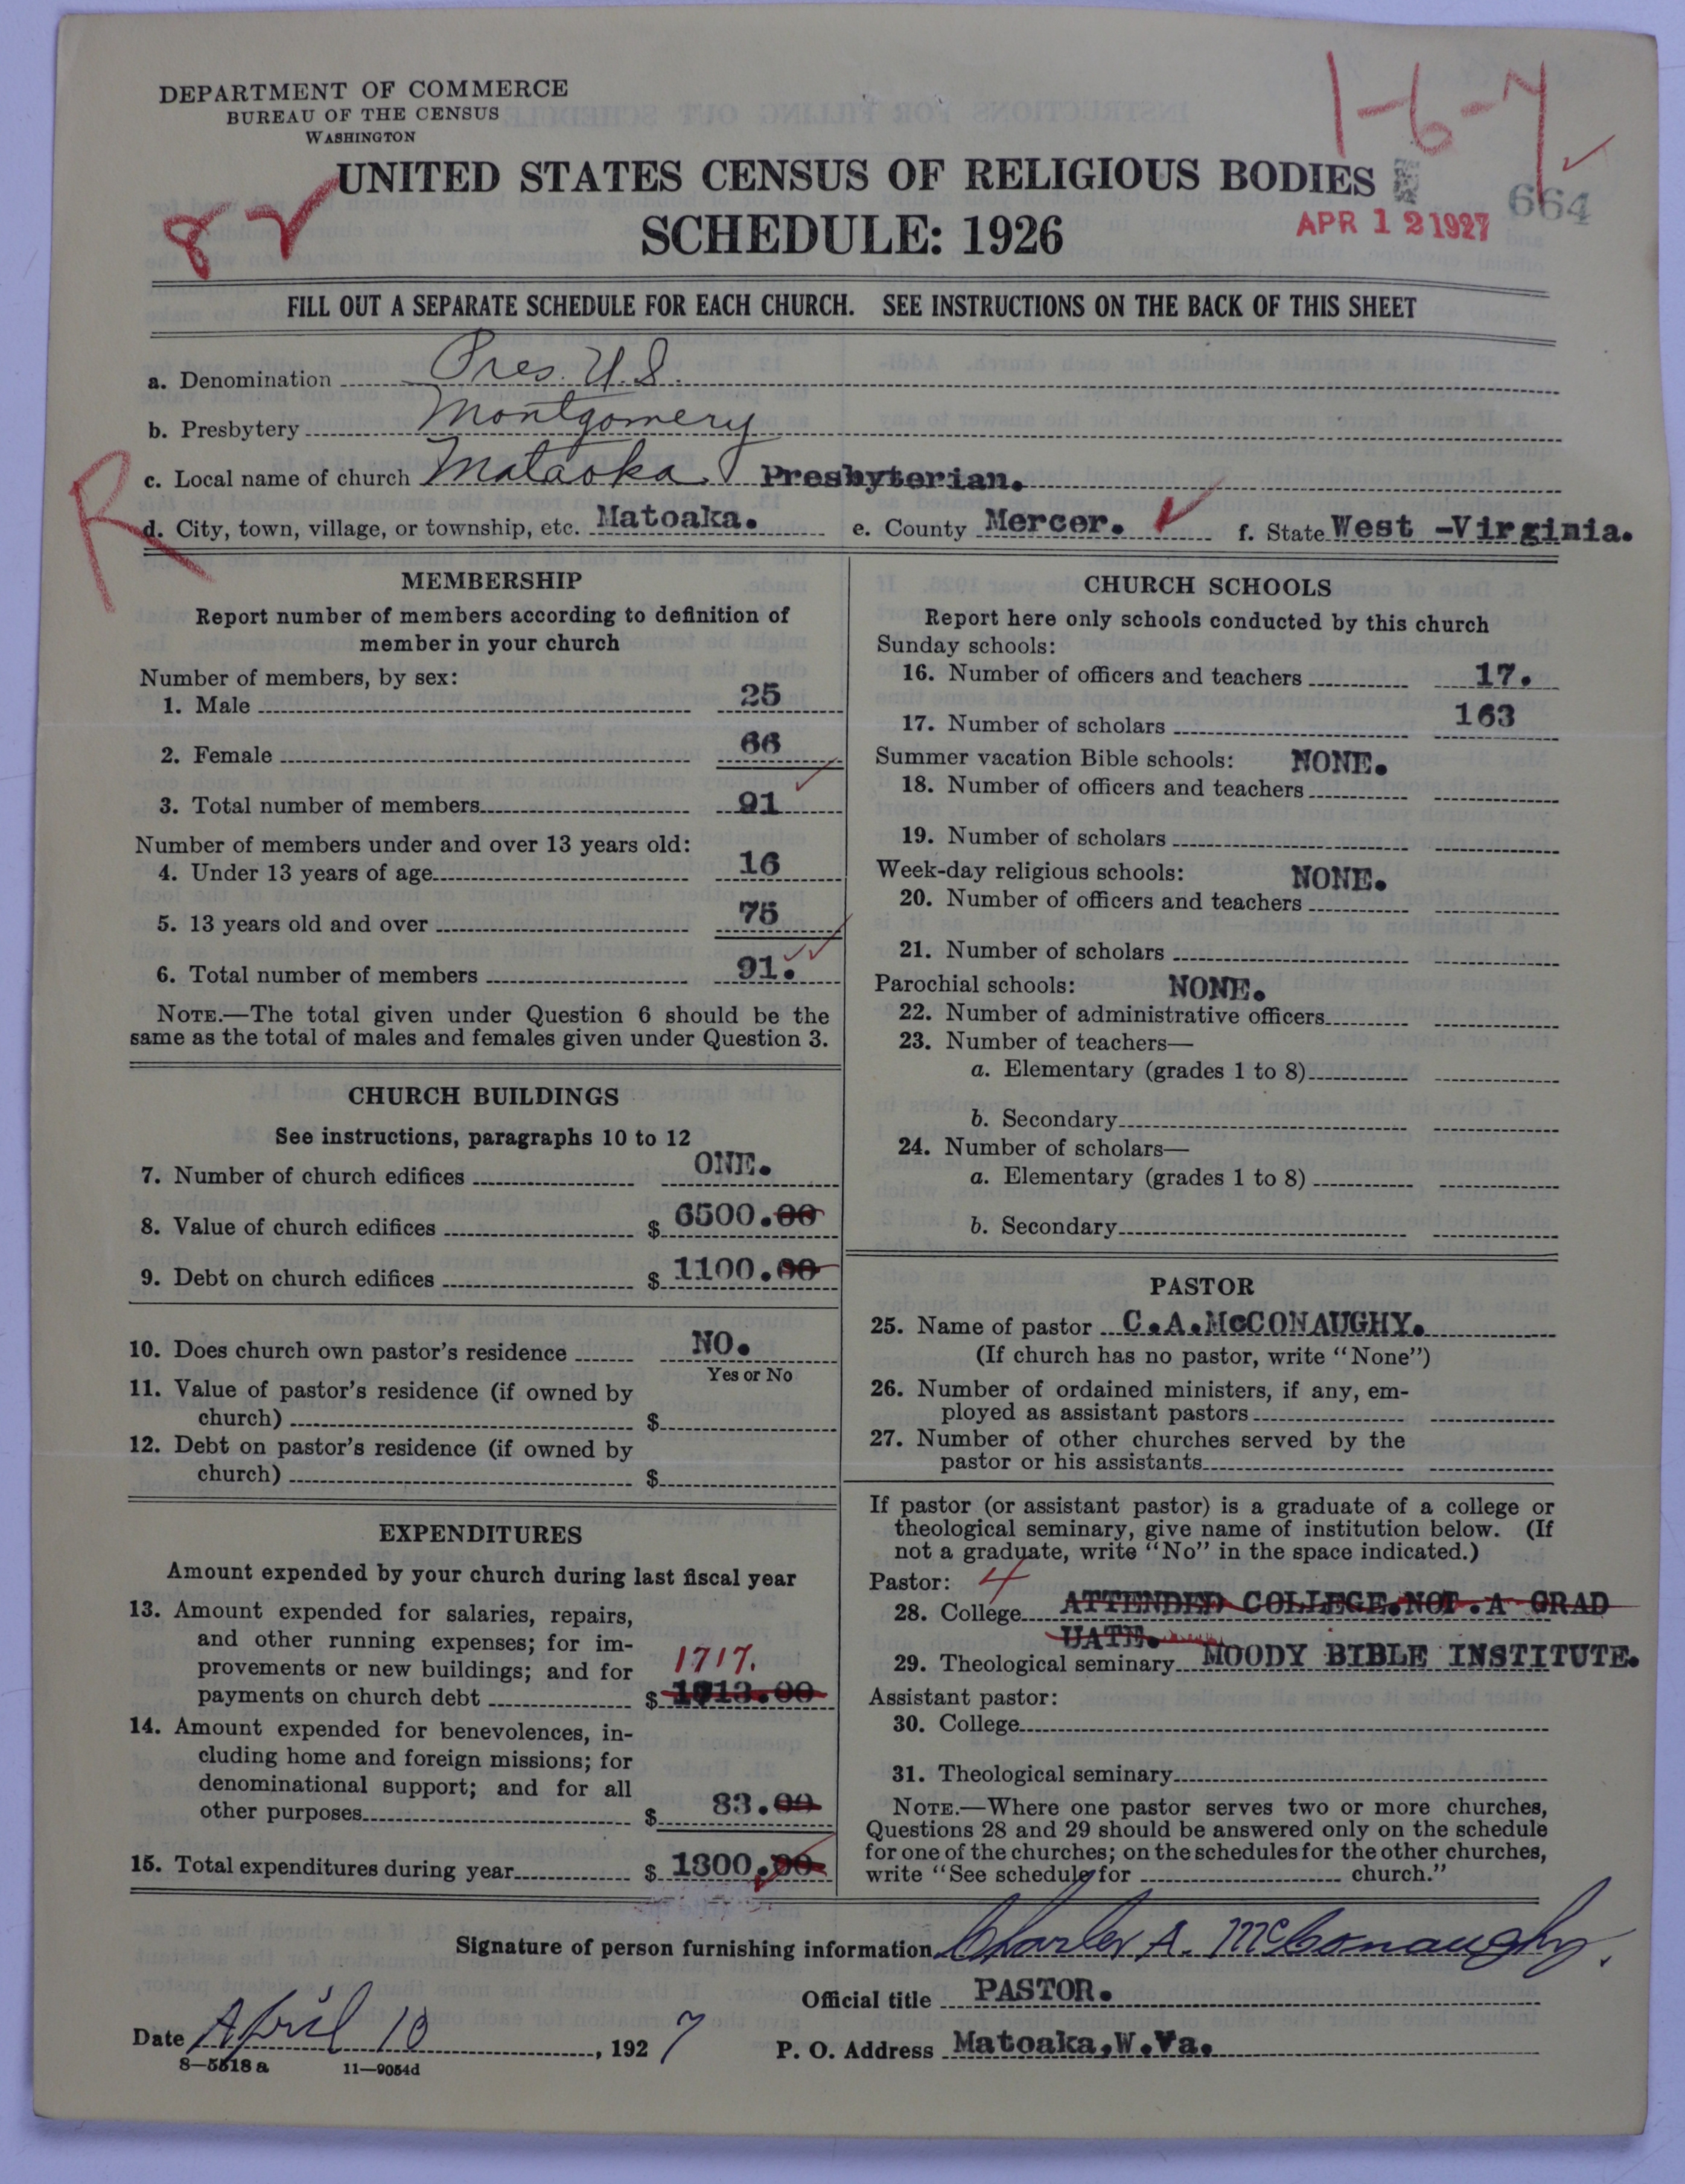 DEPARTMENT OF COMMERCE
BUREAU OF THE CENSUS
WASHINGTON
1-6-7
UNITED STATES CENSUS OF RELIGIOUS BODIES
664
82
SCHEDULE: 1926
APR 12 1927
FILL OUT A SEPARATE SCHEDULE FOR EACH CHURCH. SEE INSTRUCTIONS ON THE BACK OF THIS SHEET
a. Denomination Pres. U.S.
b. Presbytery Montgomery
R
c. Local name of church Mataoka Presbyterian.
d. City, town, village, or township, etc. Matoaka. e. County Mercer. f. State West -Virginia.
MEMBERSHIP
Report number of members according to definition of
member in your church
Number of members, by sex:
1. Male 25
2. Female 66
3. Total number of members 91
Number of members under and over 13 years old:
4. Under 13 years of age 16
5. 13 years old and over 75
6. Total number of members 91.
NOTE.—The total given under Question 6 should be the
same as the total of males and females given under Question 3.
CHURCH BUILDINGS
See instructions, paragraphs 10 to 12
7. Number of church edifices ONE.
8. Value of church edifices $ 6500.00
9. Debt on church edifices $ 1100.00
10. Does church own pastor's residence NO.
Yes or No
11. Value of pastor's residence (if owned by
church) $
12. Debt on pastor's residence (if owned by
church) $
EXPENDITURES
Amount expended by your church during last fiscal year
13. Amount expended for salaries, repairs,
and other running expenses; for im-
provements or new buildings; and for 1717.
payments on church debt $
14. Amount expended for benevolences, in-
cluding home and foreign missions; for
denominational support; and for all
other purposes $ 83.00
15. Total expenditures during year $ 1800.00
CHURCH SCHOOLS
Report here only schools conducted by this church
Sunday schools:
16. Number of officers and teachers 17.
17. Number of scholars 163
Summer vacation Bible schools: NONE.
18. Number of officers and teachers
19. Number of scholars
Week-day religious schools: NONE.
20. Number of officers and teachers
21. Number of scholars
Parochial schools: NONE.
22. Number of administrative officers
23. Number of teachers—
a. Elementary (grades 1 to 8)
b. Secondary
24. Number of scholars—
a. Elementary (grades 1 to 8)
b. Secondary
PASTOR
25. Name of pastor C.A.McCONAUGHY.
(If church has no pastor, write "None")
26. Number of ordained ministers, if any, em-
ployed as assistant pastors
27. Number of other churches served by the
pastor or his assistants
If pastor (or assistant pastor) is a graduate of a college or
theological seminary, give name of institution below. (If
not a graduate, write "No" in the space indicated.)
Pastor: 4
28. College ATTENDED COLLEGE.NOT.A GRAD
UATE.
29. Theological seminary MOODY BIBLE INSTITUTE.
Assistant pastor:
30. College
31. Theological seminary
NOTE.—Where one pastor serves two or more churches,
Questions 28 and 29 should be answered only on the schedule
for one of the churches; on the schedules for the other churches,
write "See schedule for church."
Signature of person furnishing information Charles A. McConaughy.
Official title PASTOR.
Date April 10, 1927
P. O. Address Matoaka,W.Va.
8—5518 a 11—9054d